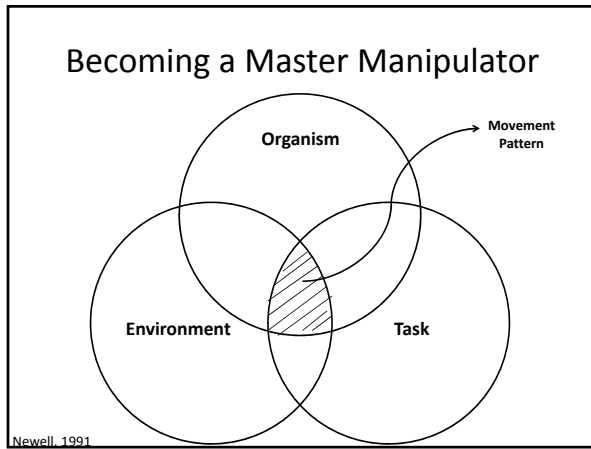 Becoming a Master Manipulator
Organism
Movement
Pattern
Environment
Task
Newell, 1991